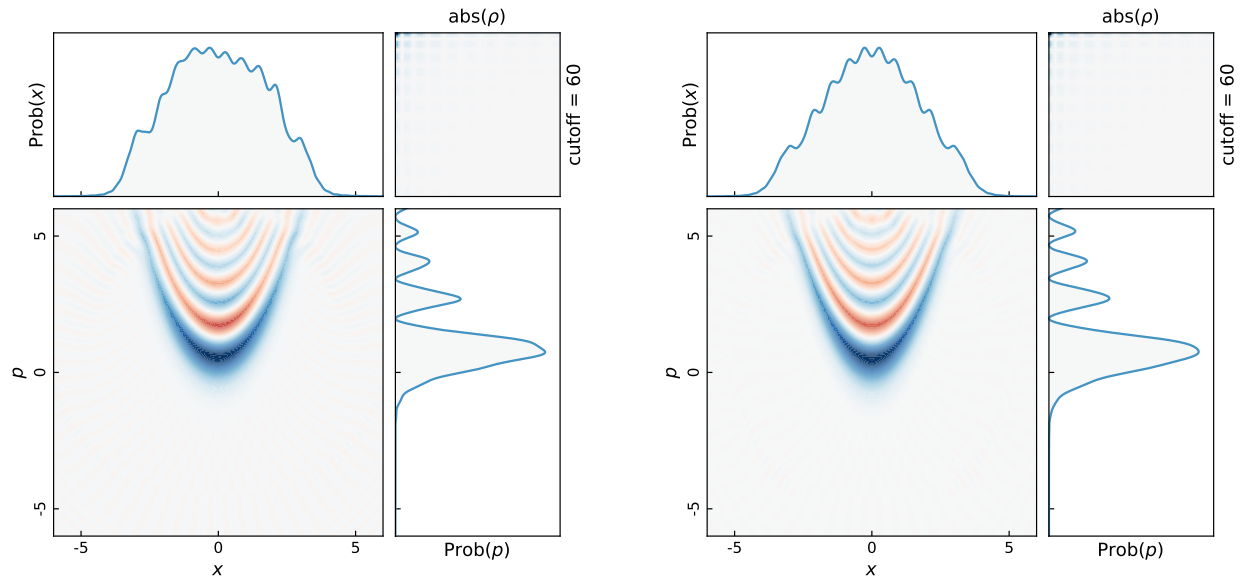 abs(ρ)
Prob(x)
cutoff = 60
p
5
0
-5
-5
0
5
x
Prob(p)
abs(ρ)
Prob(x)
cutoff = 60
p
5
0
-5
-5
0
5
x
Prob(p)